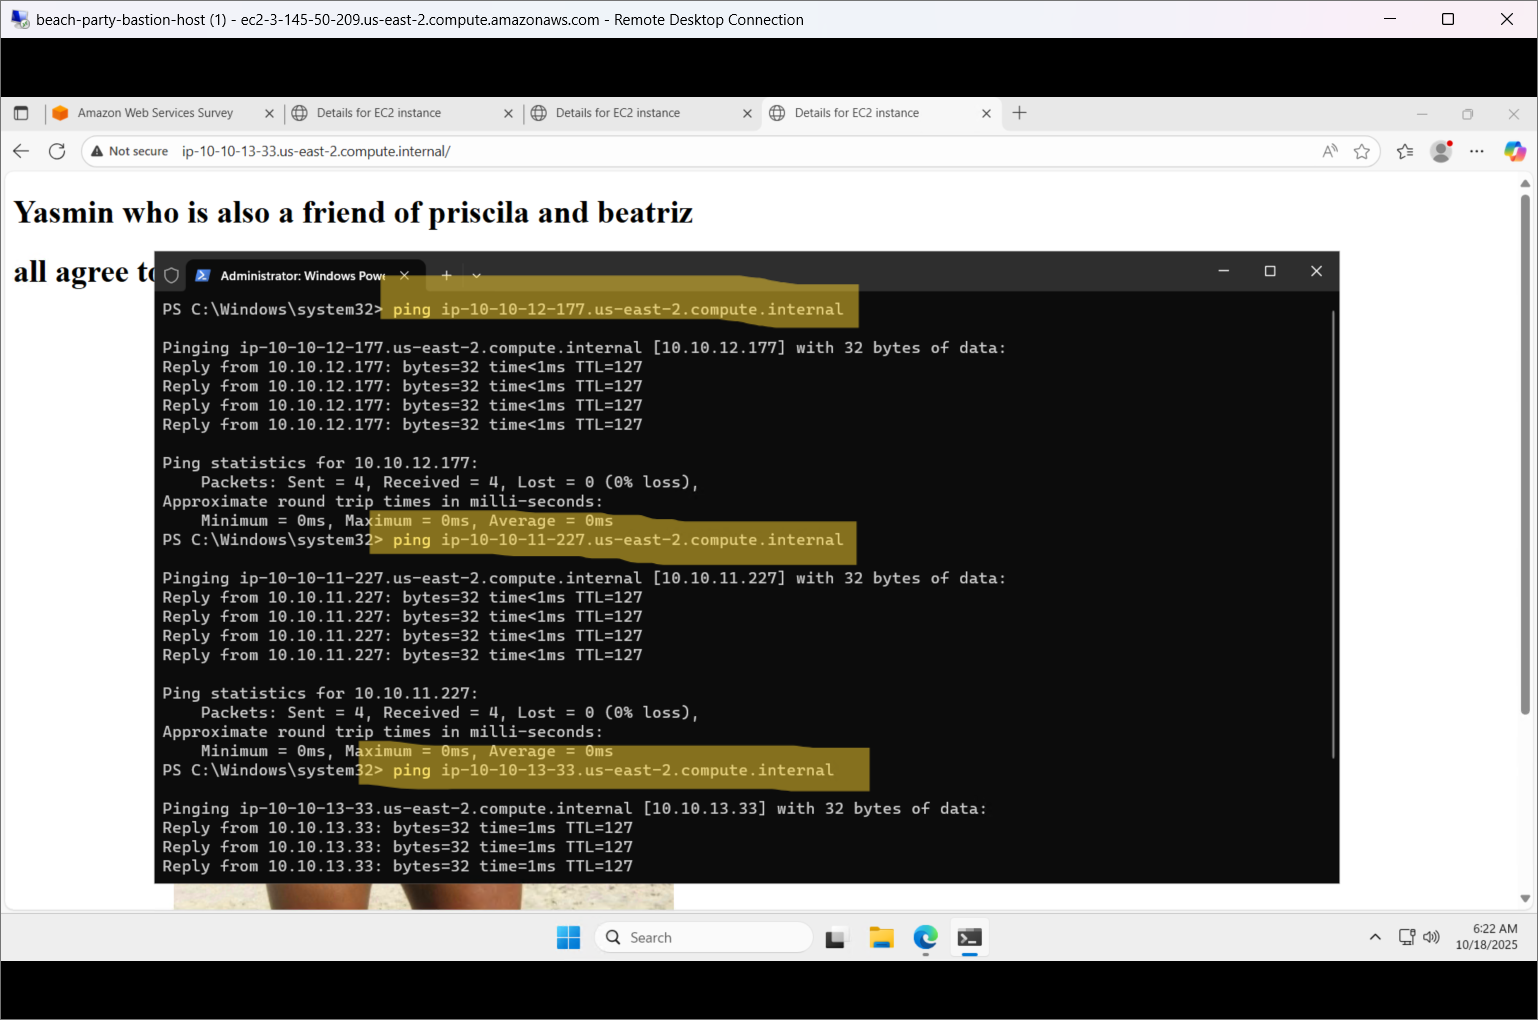 beach-party-bastion-host (1) - ec2-3-145-50-209.us-east-2.compute.amazonaws.com - Remote Desktop Connection
Amazon Web Services Survey
Details for EC2 instance
Details for EC2 instance
Details for EC2 instance
Not secure ip-10-10-13-33.us-east-2.compute.internal/
Yasmin who is also a friend of priscila and beatriz
all agree to
Administrator: Windows Powe
PS C:\Windows\system32> ping ip-10-10-12-177.us-east-2.compute.internal
Pinging ip-10-10-12-177.us-east-2.compute.internal [10.10.12.177] with 32 bytes of data:
Reply from 10.10.12.177: bytes=32 time<1ms TTL=127
Reply from 10.10.12.177: bytes=32 time<1ms TTL=127
Reply from 10.10.12.177: bytes=32 time<1ms TTL=127
Reply from 10.10.12.177: bytes=32 time<1ms TTL=127
Ping statistics for 10.10.12.177:
Packets: Sent = 4, Received = 4, Lost = 0 (0% loss),
Approximate round trip times in milli-seconds:
Minimum = 0ms, Maximum = 0ms, Average = 0ms
PS C:\Windows\system32> ping ip-10-10-11-227.us-east-2.compute.internal
Pinging ip-10-10-11-227.us-east-2.compute.internal [10.10.11.227] with 32 bytes of data:
Reply from 10.10.11.227: bytes=32 time<1ms TTL=127
Reply from 10.10.11.227: bytes=32 time<1ms TTL=127
Reply from 10.10.11.227: bytes=32 time<1ms TTL=127
Reply from 10.10.11.227: bytes=32 time<1ms TTL=127
Ping statistics for 10.10.11.227:
Packets: Sent = 4, Received = 4, Lost = 0 (0% loss),
Approximate round trip times in milli-seconds:
Minimum = 0ms, Maximum = 0ms, Average = 0ms
PS C:\Windows\system32> ping ip-10-10-13-33.us-east-2.compute.internal
Pinging ip-10-10-13-33.us-east-2.compute.internal [10.10.13.33] with 32 bytes of data:
Reply from 10.10.13.33: bytes=32 time=1ms TTL=127
Reply from 10.10.13.33: bytes=32 time=1ms TTL=127
Reply from 10.10.13.33: bytes=32 time=1ms TTL=127
Search
6:22 AM
10/18/2025